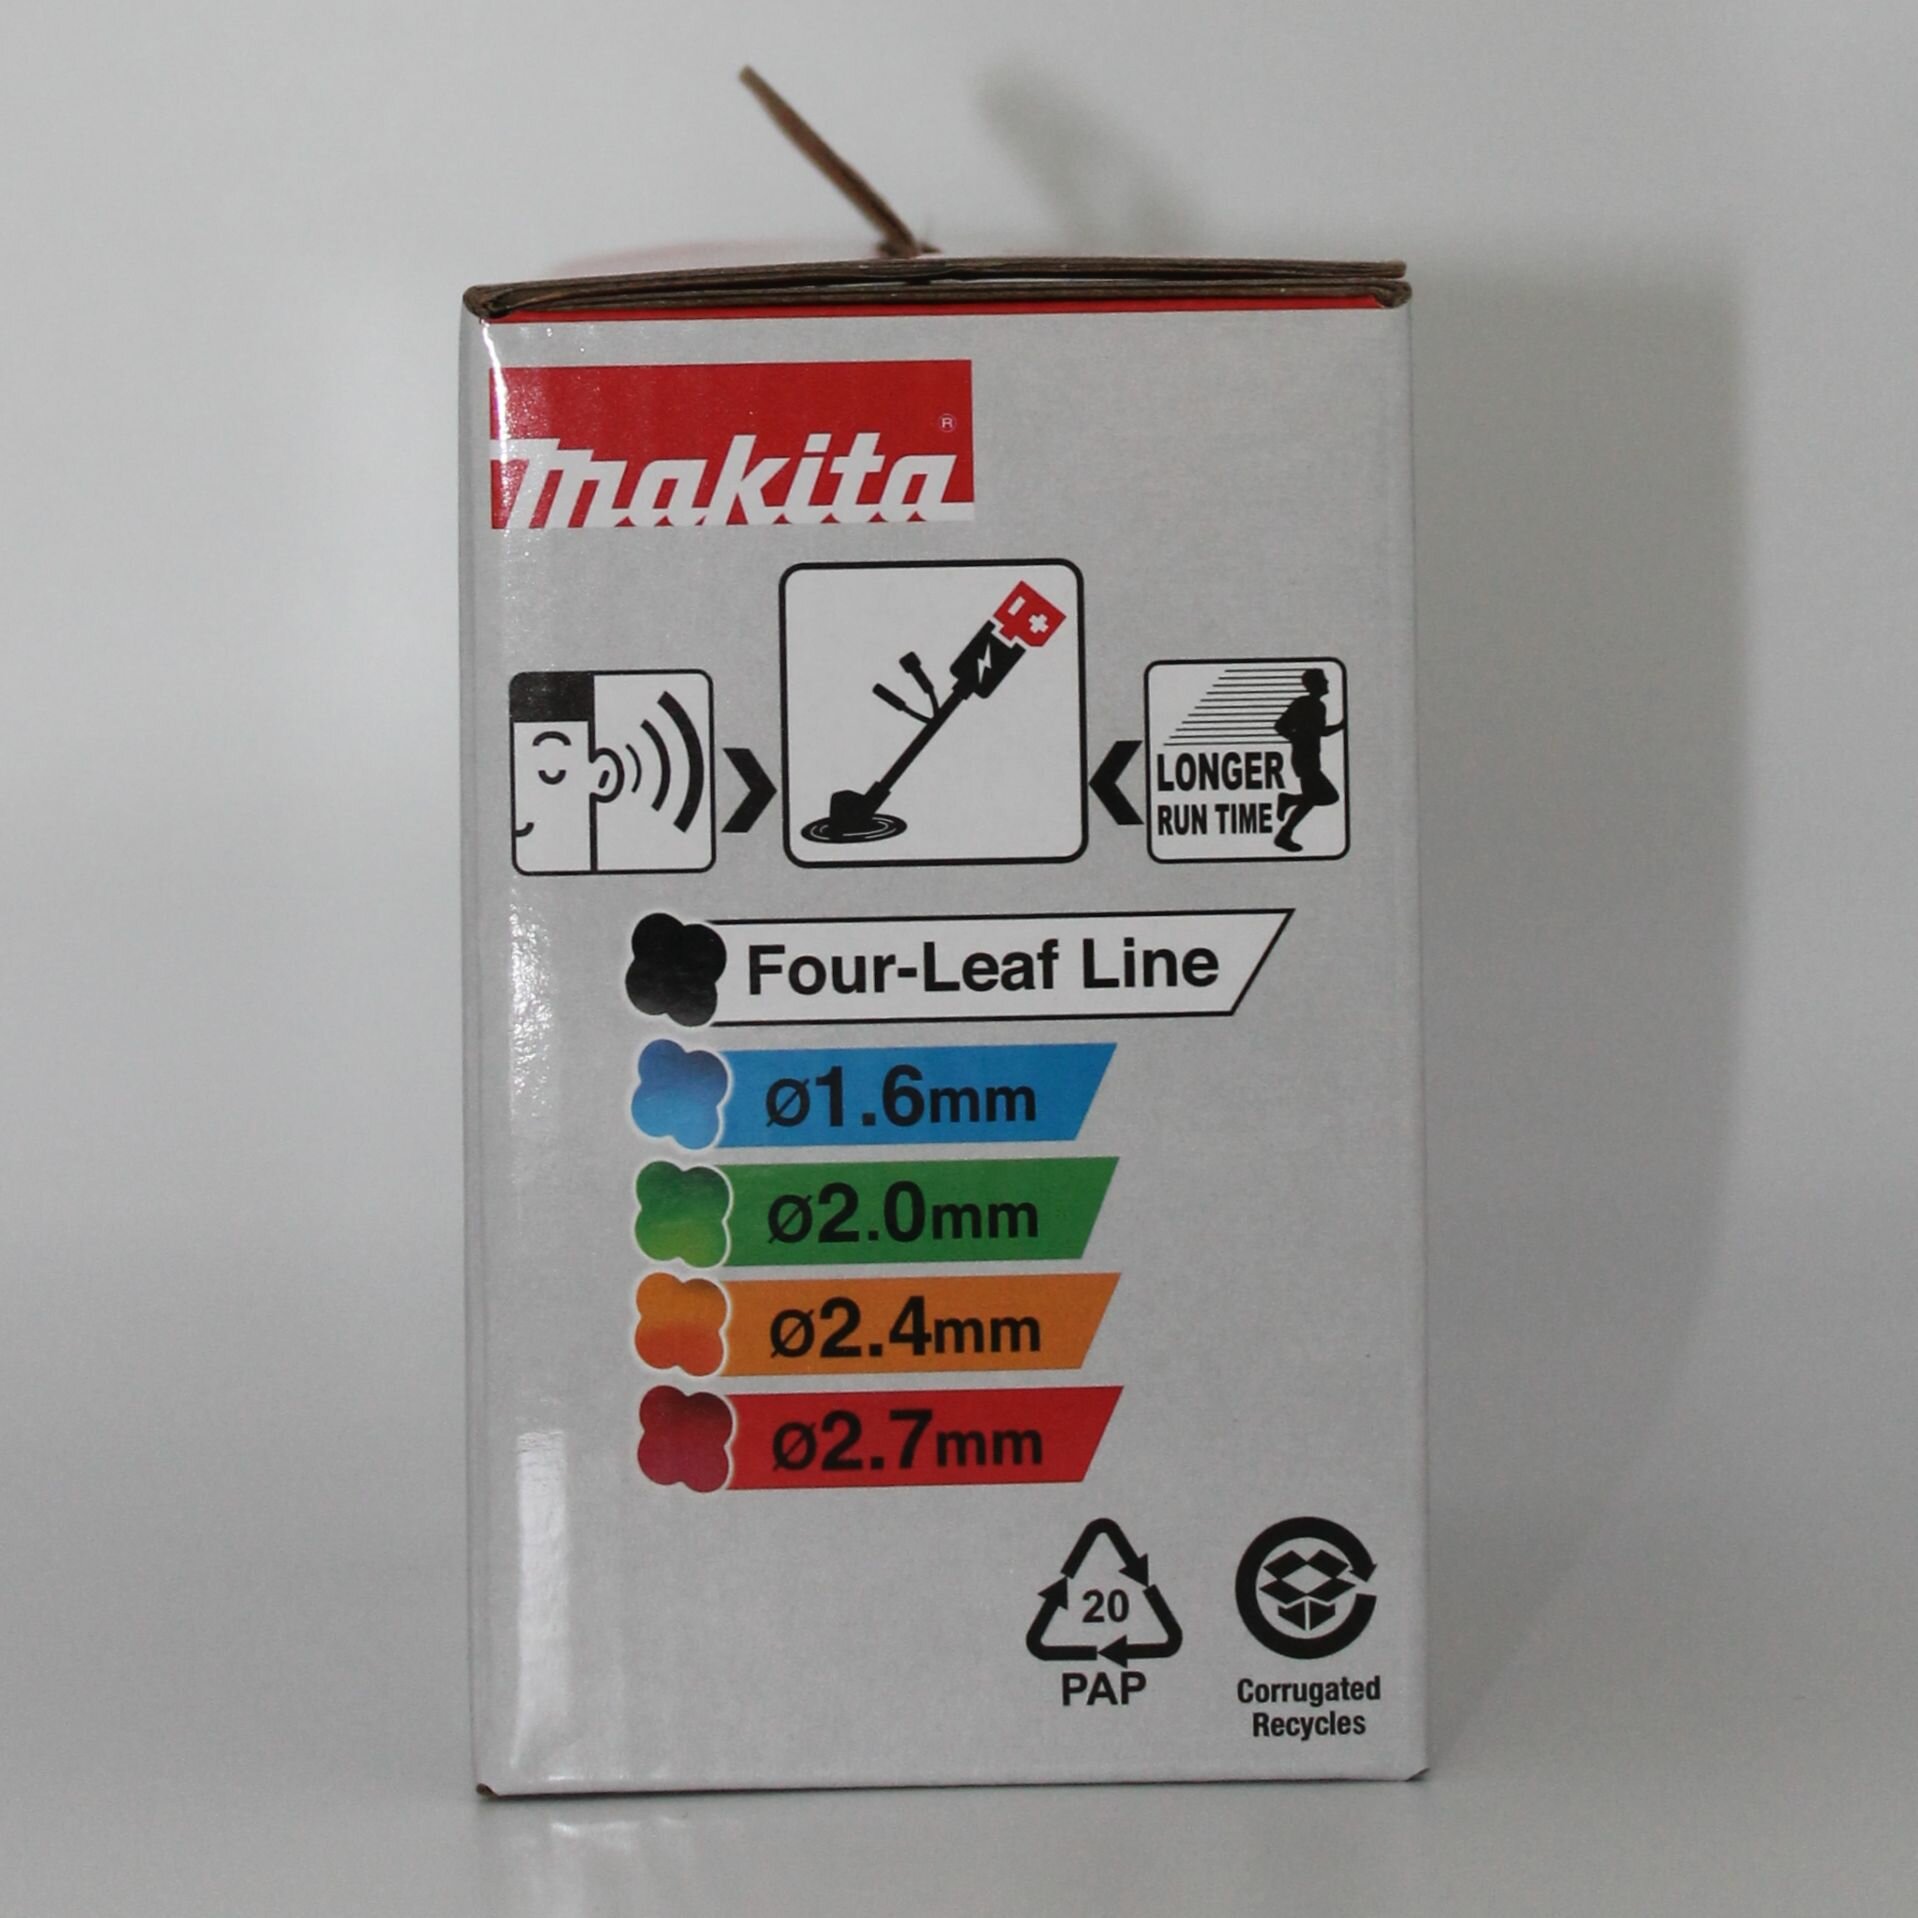 makita®
LONGER
RUN TIME
Four-Leaf Line
ø1.6mm
ø2.0mm
ø2.4mm
ø2.7mm
20
PAP
Corrugated
Recycles